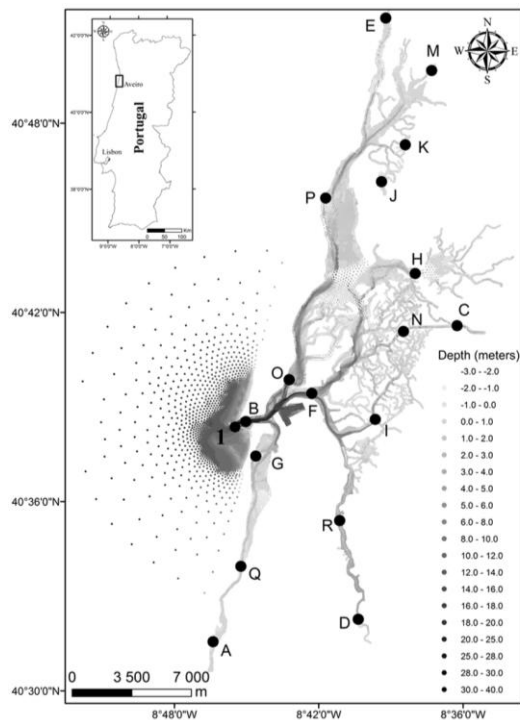 E
M
N
W E
S
Aveiro
Portugal
Lisbon
0 50 100
Km
40°48'0"N
K
J
P
H
40°42'0"N
C
N
Depth (meters)
-3.0 - -2.0
-2.0 - -1.0
-1.0 - 0.0
0.0 - 1.0
1.0 - 2.0
2.0 - 3.0
3.0 - 4.0
4.0 - 5.0
5.0 - 6.0
6.0 - 8.0
8.0 - 10.0
10.0 - 12.0
12.0 - 14.0
14.0 - 16.0
16.0 - 18.0
18.0 - 20.0
20.0 - 25.0
25.0 - 28.0
28.0 - 30.0
30.0 - 40.0
O
F
B
1
I
G
40°36'0"N
R
Q
D
A
0 3 500 7 000
m
40°30'0"N
8°48'0"W 8°42'0"W 8°36'0"W